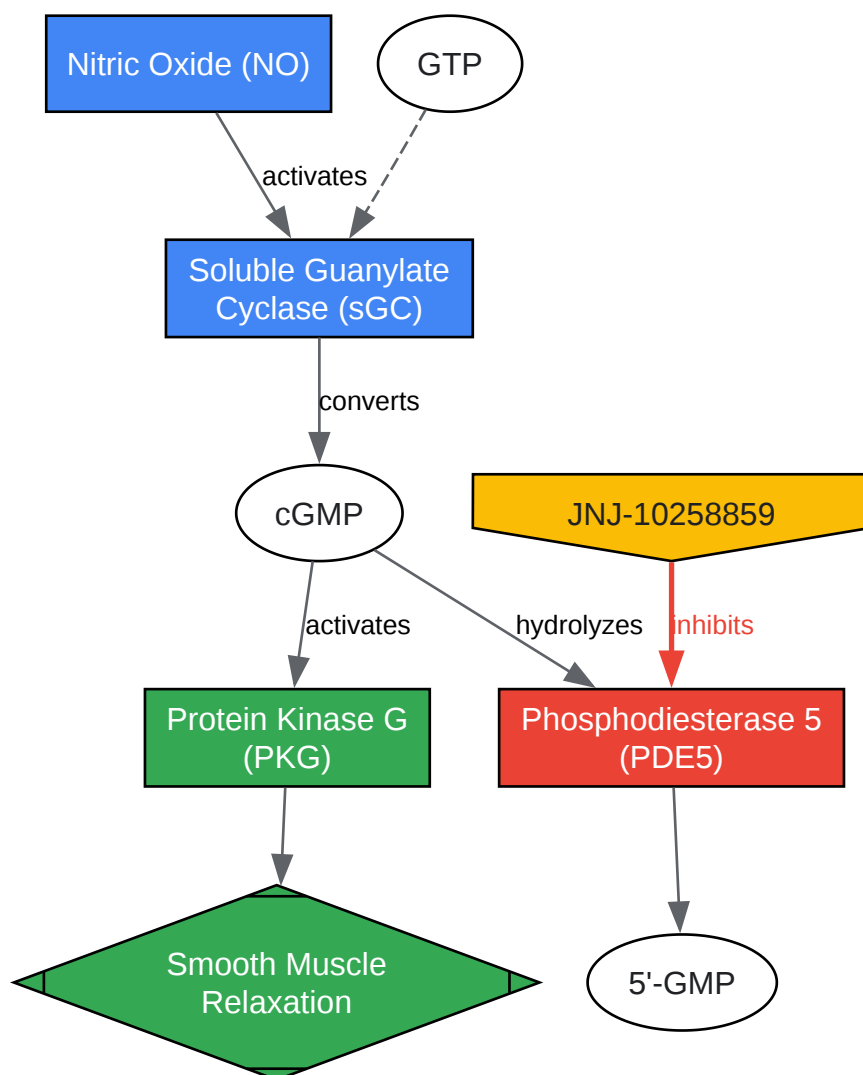 Nitric Oxide (NO)
GTP
activates
Soluble Guanylate
Cyclase (sGC)
converts
cGMP
JNJ-10258859
activates
hydrolyzes
inhibits
Protein Kinase G
(PKG)
Phosphodiesterase 5
(PDE5)
Smooth Muscle
Relaxation
5'-GMP